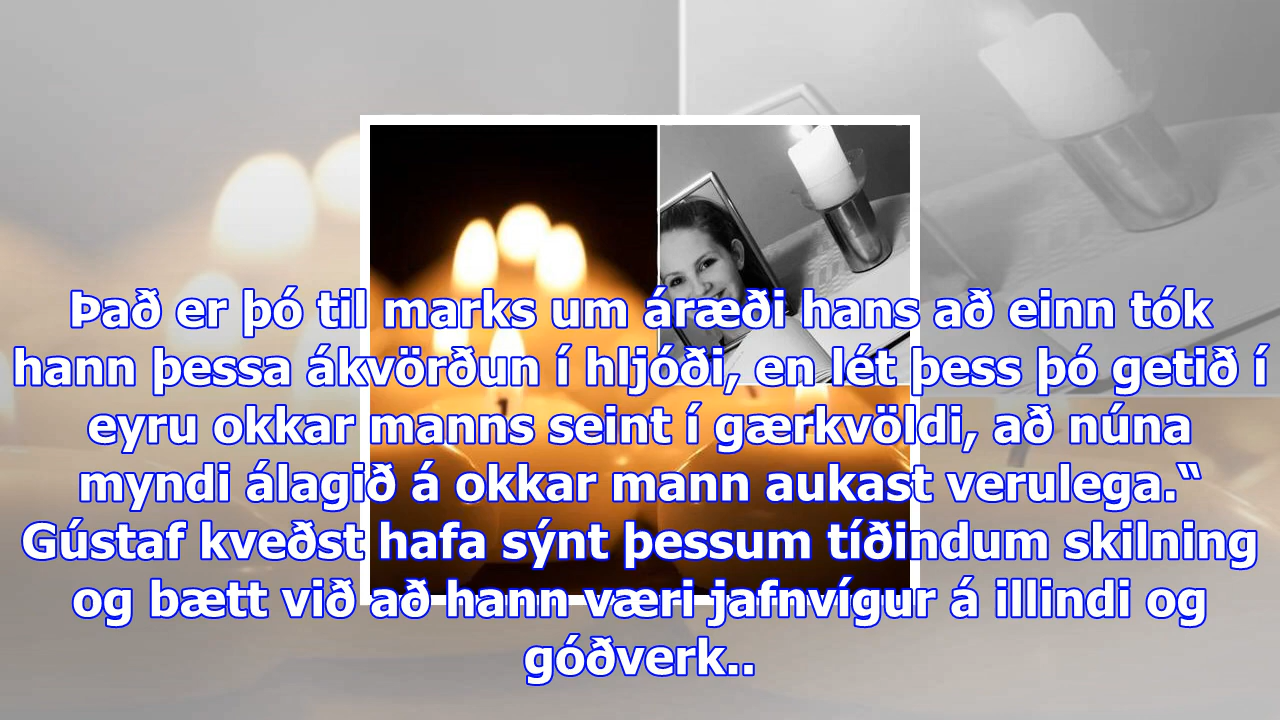 Það er þó til marks um áræði hans að einn tók
hann þessa ákvörðun í hljóði, en lét þess þó getið í
eyru okkar manns seint í gærkvöldi, að núna
myndi álagið á okkar mann aukast verulega.“
Gústaf kveðst hafa sýnt þessum tíðindum skilning
og bætt við að hann væri jafnvígur á illindi og
góðverk..